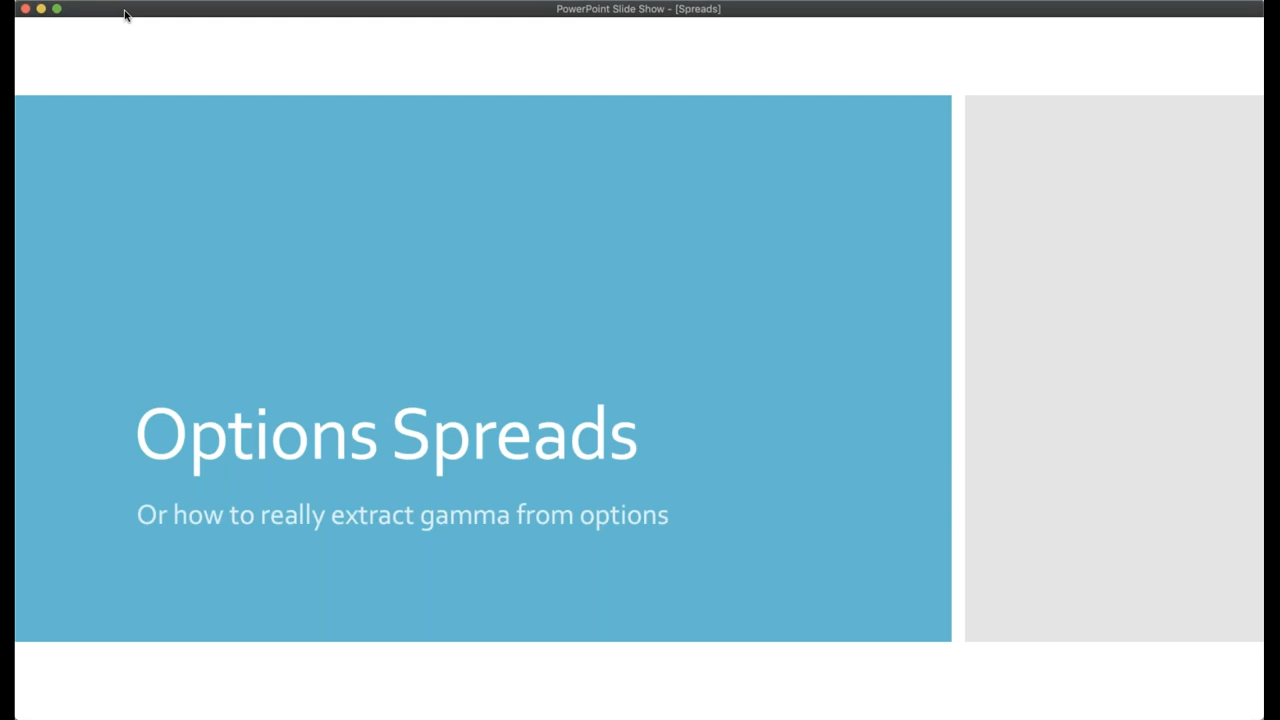 PowerPoint Slide Show - [Spreads]
Options Spreads
Or how to really extract gamma from options